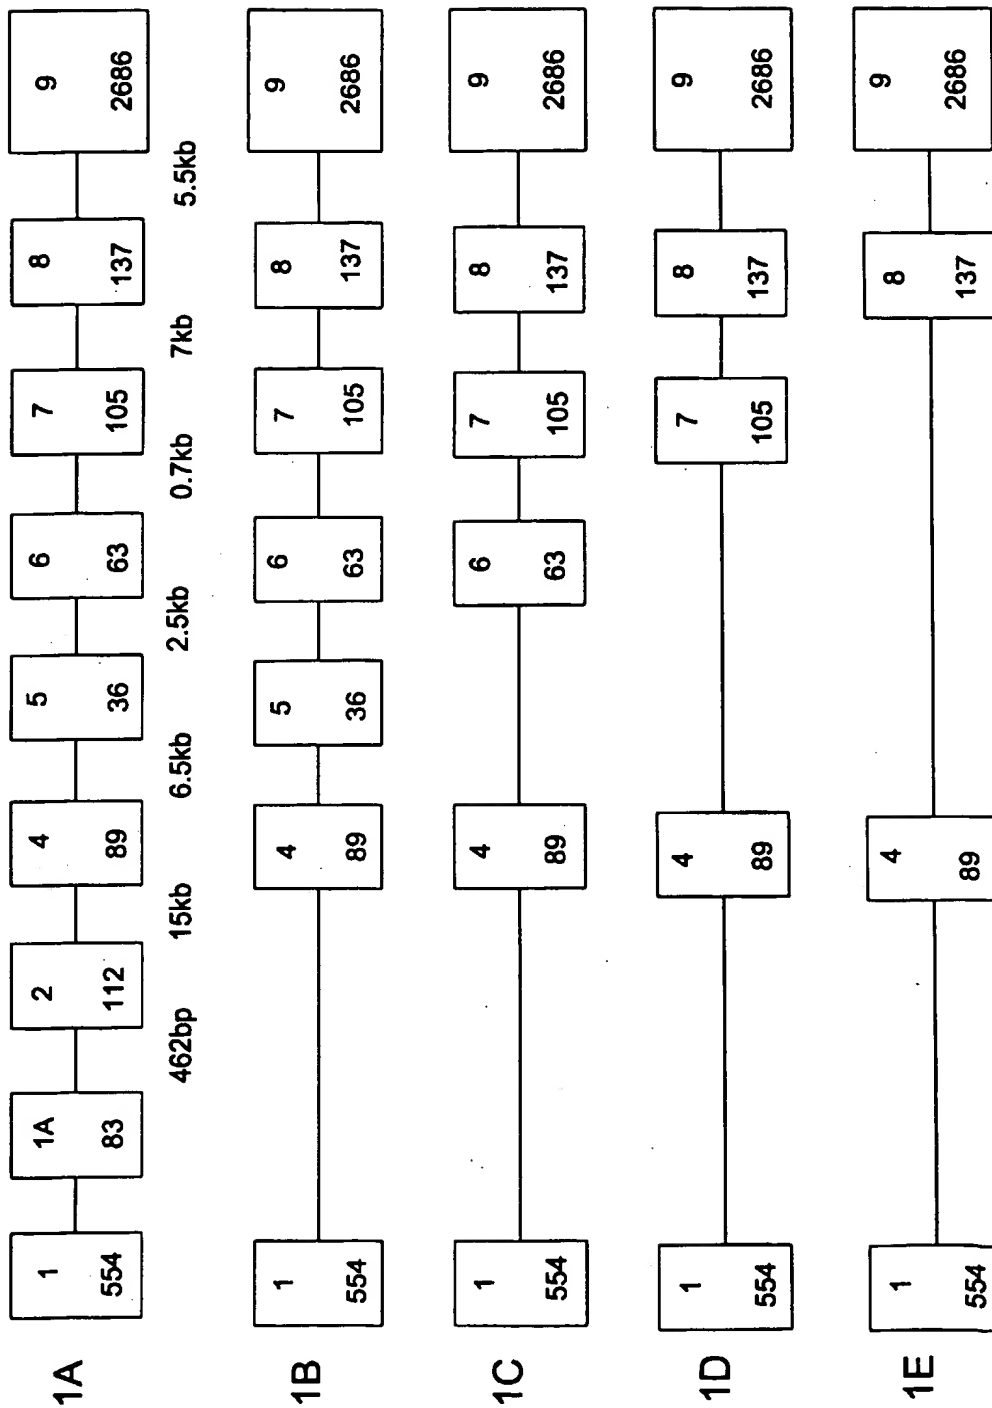 1A
1 1A 2 4 5 6 7 8 9
554 83 112 89 36 63 105 137 2686
462bp 15kb 6.5kb 2.5kb 0.7kb 7kb 5.5kb
1B
1 4 5 6 7 8 9
554 89 36 63 105 137 2686
1C
1 4 6 7 8 9
554 89 63 105 137 2686
1D
1 4 7 8 9
554 89 105 137 2686
1E
1 4 8 9
554 89 137 2686